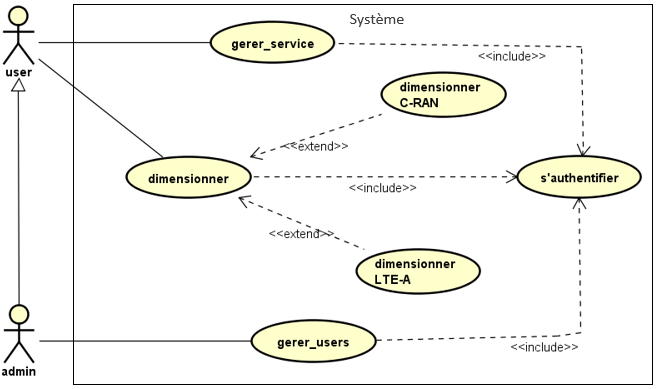 Système
user
gerer_service
<<include>>
dimensionner
C-RAN
<<extend>>
dimensionner
<<include>>
s'authentifier
<<extend>>
dimensionner
LTE-A
gerer_users
<<include>>
admin